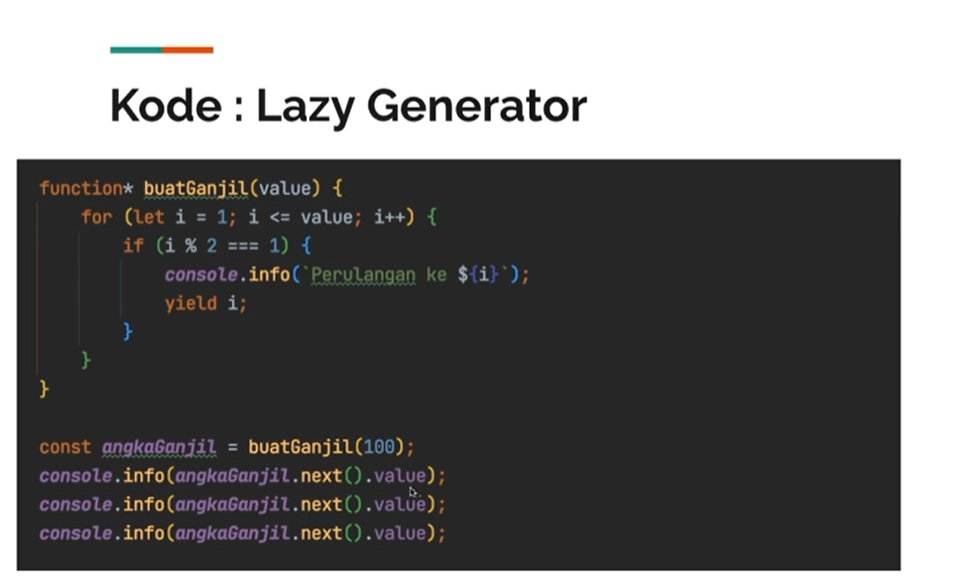 Kode : Lazy Generator
function* buatGanjil(value) {
    for (let i = 1; i <= value; i++) {
        if (i % 2 === 1) {
            console.info(`Perulangan ke ${i}`);
            yield i;
        }
    }
}
const angkaGanjil = buatGanjil(100);
console.info(angkaGanjil.next().value);
console.info(angkaGanjil.next().value);
console.info(angkaGanjil.next().value);